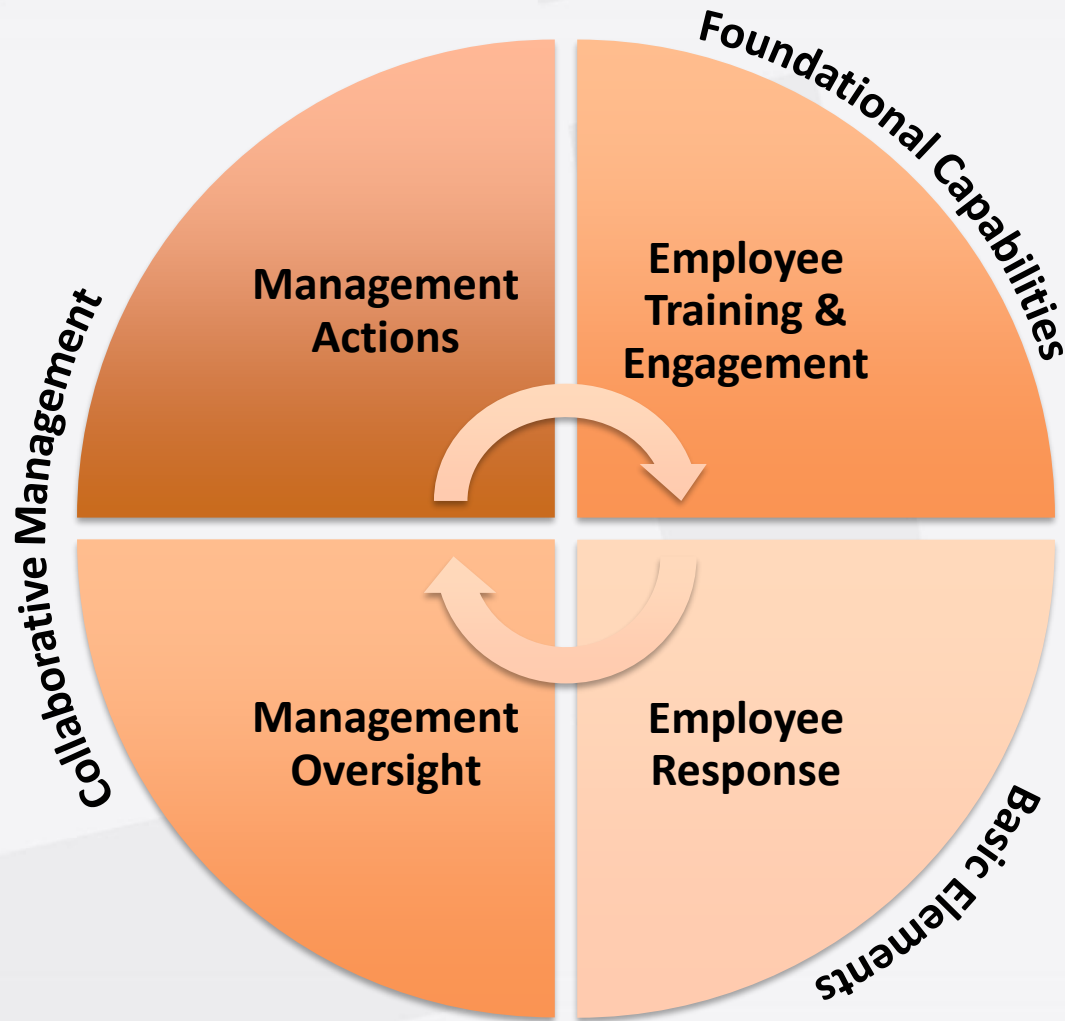 Foundational Capabilities
Management
Actions
Employee
Training &
Engagement
Collaborative Management
Management
Oversight
Employee
Response
Basic Elements